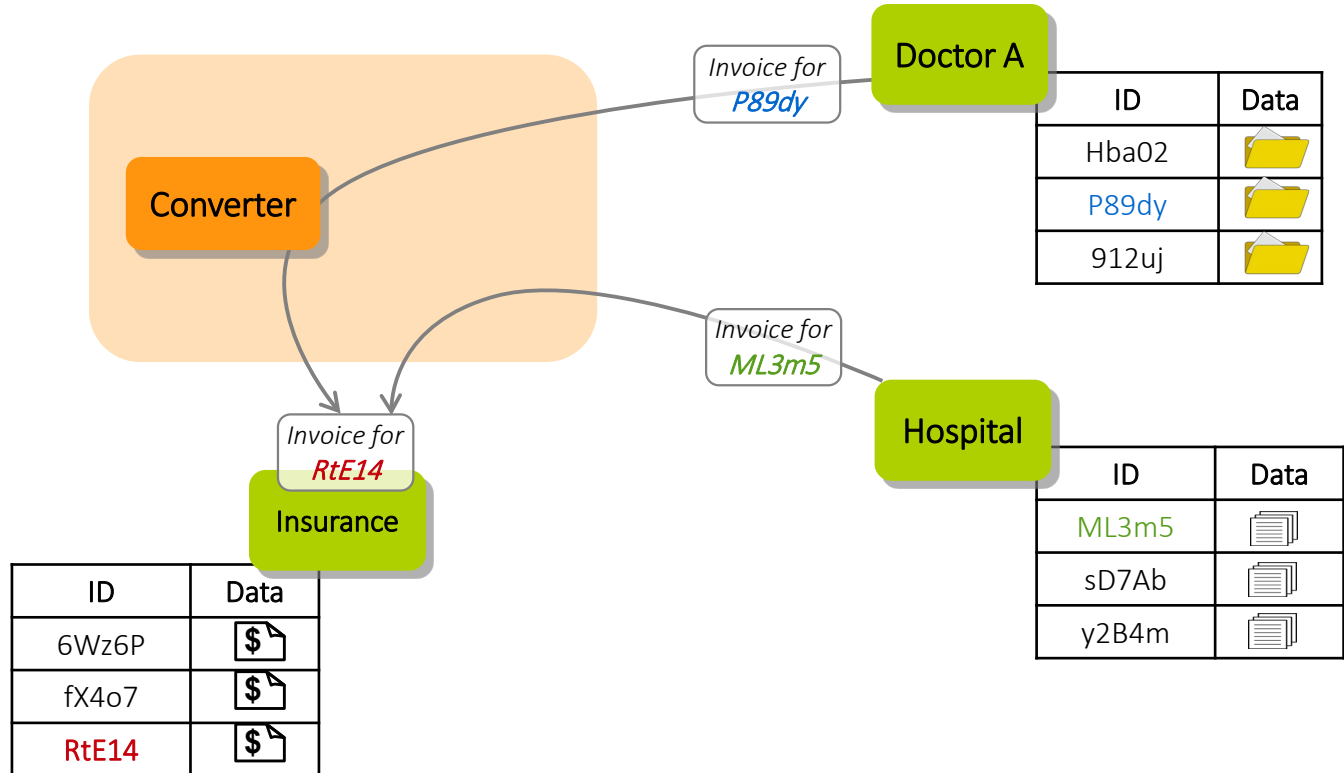 Doctor A
Invoice for
P89dy
ID Data
Hba02
P89dy
912uj
Converter
Invoice for
ML3m5
Hospital
ID Data
ML3m5
sD7Ab
y2B4m
Invoice for
RtE14
Insurance
ID Data
6Wz6P $
fX4o7 $
RtE14 $